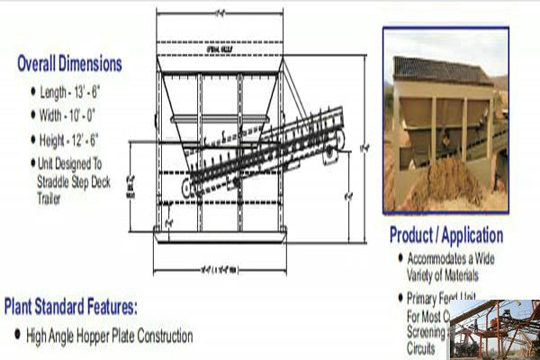 Overall Dimensions
Length - 13' - 6"
Width - 10' - 0"
Height - 12' - 6"
Unit Designed To
Straddle Step Deck
Trailer
Product / Application
Accommodates a Wide
Variety of Materials
Primary Feed Unit
For Most
Screening
Circuits
Plant Standard Features:
High Angle Hopper Plate Construction